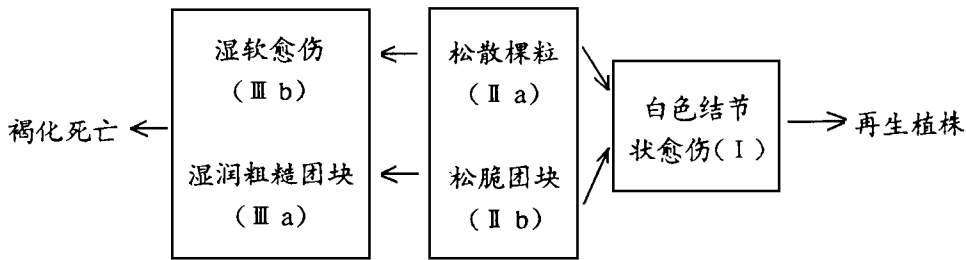 湿软愈伤
（Ⅲ b）
松散棵粒
（Ⅱ a）
白色结节
状愈伤（Ⅰ）
褐化死亡
再生植株
湿润粗糙团块
（Ⅲ a）
松脆团块
（Ⅱ b）